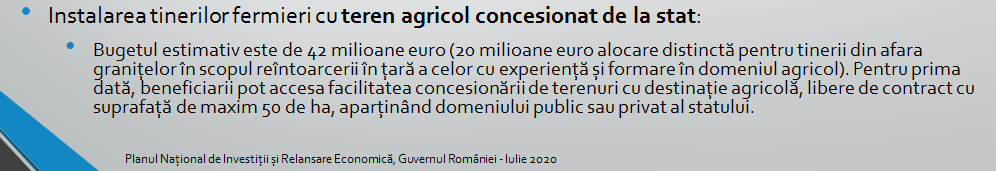 • Instalarea tinerilor fermieri cu teren agricol concesionat de la stat:
• Bugetul estimativ este de 42 milioane euro (20 milioane euro alocare distinctă pentru tinerii din afara
granițelor în scopul reîntoarcerii în țară a celor cu experiență și formare în domeniul agricol). Pentru prima
dată, beneficiarii pot accesa facilitatea concesionării de terenuri cu destinație agricolă, libere de contract cu
suprafață de maxim 50 de ha, aparținând domeniului public sau privat al statului.
Planul Național de Investiții și Relansare Economică, Guvernul României - Iulie 2020